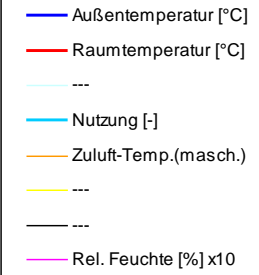 Außentemperatur [°C]
Raumtemperatur [°C]
---
Nutzung [-]
Zuluft-Temp.(masch.)
---
---
Rel. Feuchte [%] x10